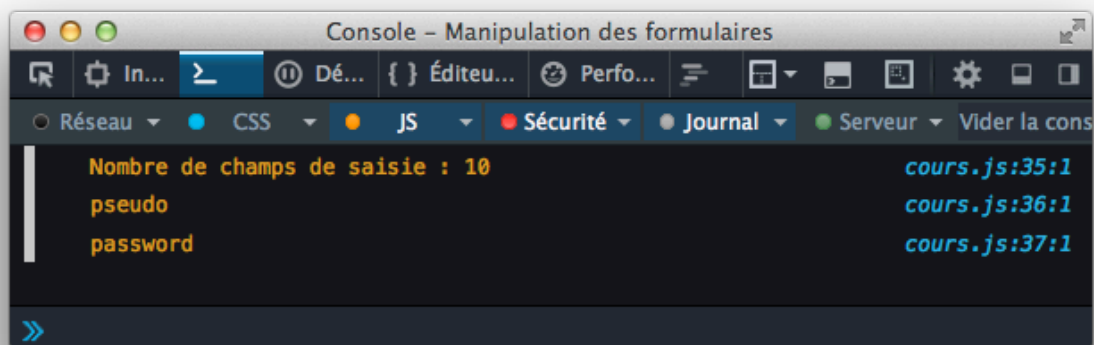 Console – Manipulation des formulaires
In... Dé... { } Éditeu... Perfo...
Réseau CSS JS Sécurité Journal Serveur Vider la cons
Nombre de champs de saisie : 10 cours.js:35:1
pseudo cours.js:36:1
password cours.js:37:1